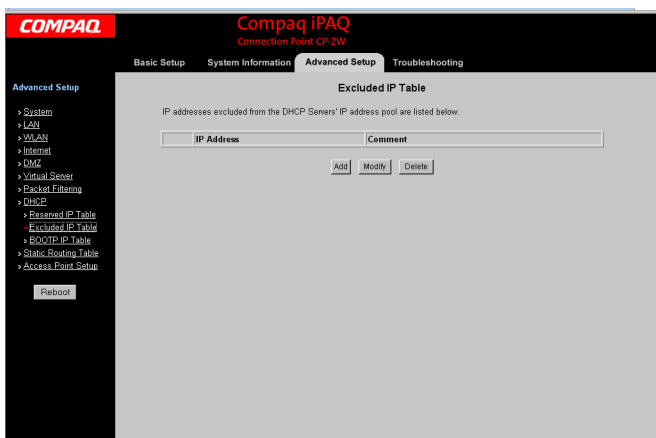 COMPAQ
Compaq iPAQ
Connection Point CP-2W
Basic Setup System Information Advanced Setup Troubleshooting
Advanced Setup
System
LAN
WLAN
Internet
DMZ
Virtual Server
Packet Filtering
DHCP
Reserved IP Table
Excluded IP Table
BOOTP IP Table
Static Routing Table
Access Point Setup
Reboot
Excluded IP Table
IP addresses excluded from the DHCP Servers' IP address pool are listed below.
IP Address Comment
Add Modify Delete